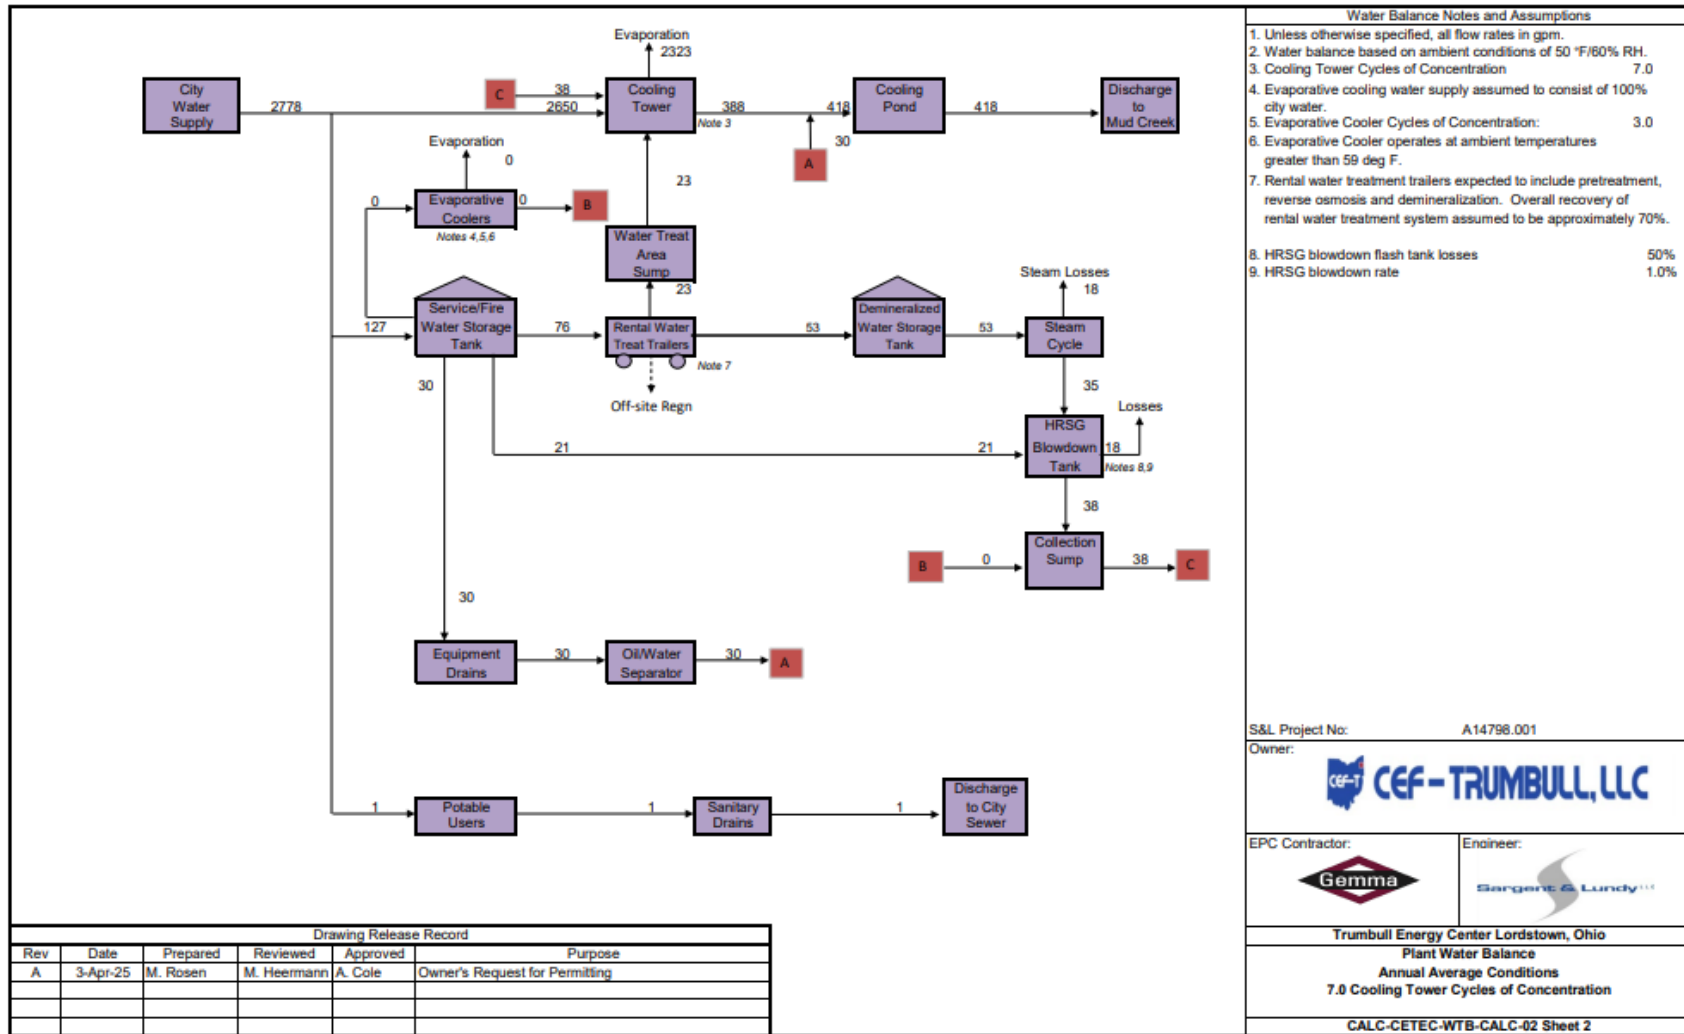 Evaporation
2323
City
Water
Supply
2778
C
38
2650
Cooling
Tower
Note 3
388
418
30
A
Cooling
Pond
418
Discharge
to
Mud Creek
Evaporation
0
0
Evaporative
Coolers
Notes 4,5,6
0
B
23
Water Treat
Area
Sump
23
Service/Fire
Water Storage
Tank
127
76
Rental Water
Treat Trailers
Note 7
Off-site Regn
53
Demineralized
Water Storage
Tank
53
Steam Losses
18
Steam
Cycle
35
30
21
21
HRSG
Blowdown
Tank
Losses
18
Notes 8,9
38
B
0
Collection
Sump
38
C
30
Equipment
Drains
30
Oil/Water
Separator
30
A
1
Potable
Users
1
Sanitary
Drains
1
Discharge
to City
Sewer
Water Balance Notes and Assumptions
1. Unless otherwise specified, all flow rates in gpm.
2. Water balance based on ambient conditions of 50 °F/60% RH.
3. Cooling Tower Cycles of Concentration 7.0
4. Evaporative cooling water supply assumed to consist of 100%
city water.
5. Evaporative Cooler Cycles of Concentration: 3.0
6. Evaporative Cooler operates at ambient temperatures
greater than 59 deg F.
7. Rental water treatment trailers expected to include pretreatment,
reverse osmosis and demineralization. Overall recovery of
rental water treatment system assumed to be approximately 70%.
8. HRSG blowdown flash tank losses 50%
9. HRSG blowdown rate 1.0%
S&L Project No: A14798.001
Owner:
CEF-T CEF-TRUMBULL, LLC
EPC Contractor:
Gemma
Engineer:
Sargent & Lundy LLC
Trumbull Energy Center Lordstown, Ohio
Plant Water Balance
Annual Average Conditions
7.0 Cooling Tower Cycles of Concentration
CALC-CETEC-WTB-CALC-02 Sheet 2
Drawing Release Record
Rev Date Prepared Reviewed Approved Purpose
A 3-Apr-25 M. Rosen M. Heermann A. Cole Owner's Request for Permitting